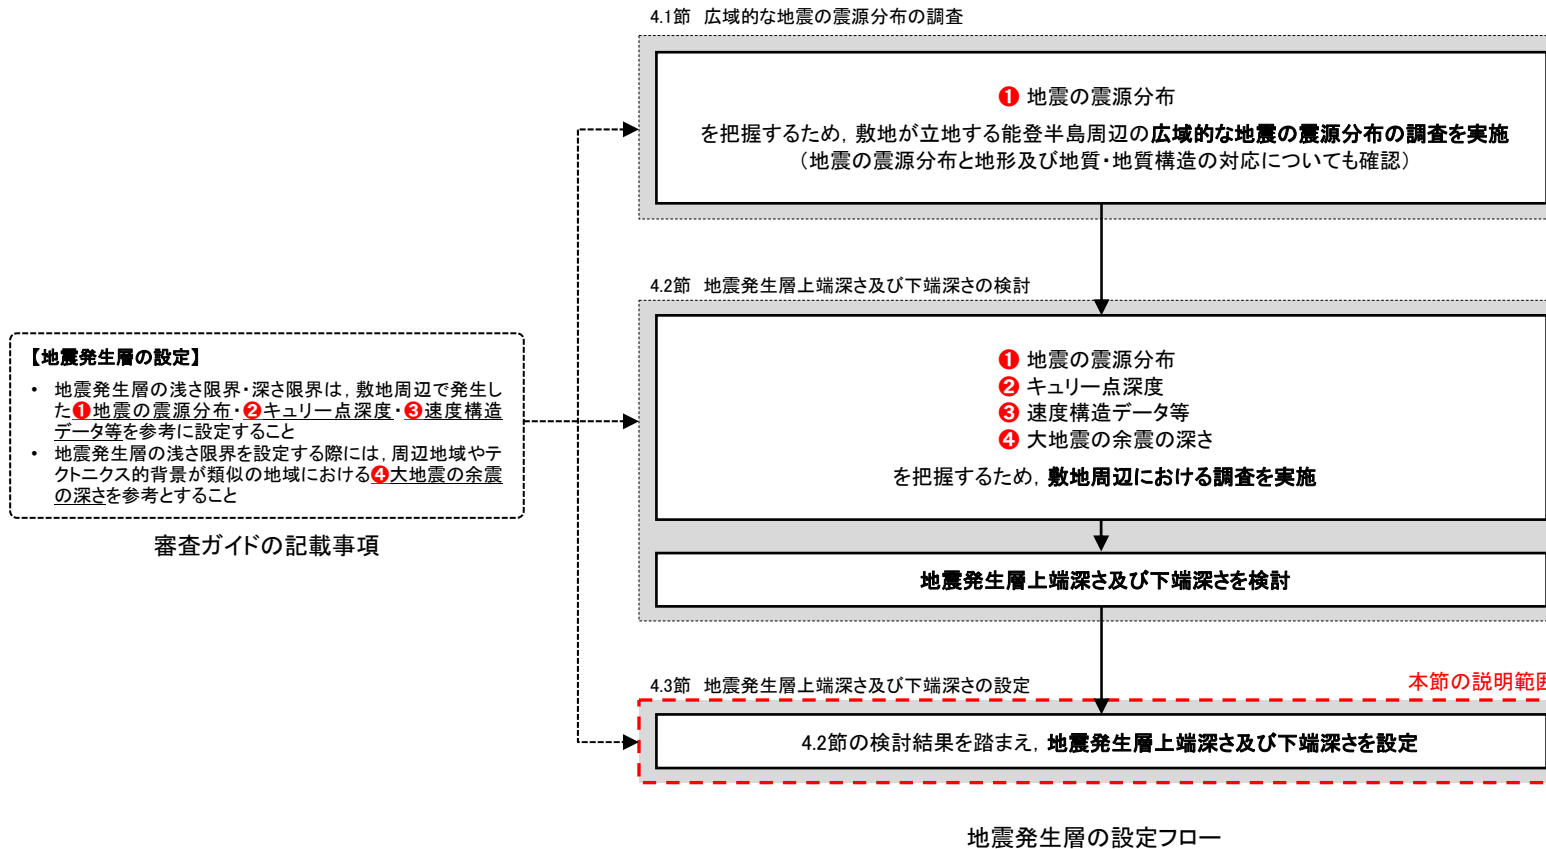 4.1節 広域的な地震の震源分布の調査
❶ 地震の震源分布
を把握するため，敷地が立地する能登半島周辺の広域的な地震の震源分布の調査を実施
（地震の震源分布と地形及び地質・地質構造の対応についても確認）
4.2節 地震発生層上端深さ及び下端深さの検討
❶ 地震の震源分布
❷ キュリー点深度
❸ 速度構造データ等
❹ 大地震の余震の深さ
を把握するため，敷地周辺における調査を実施
地震発生層上端深さ及び下端深さを検討
【地震発生層の設定】
・ 地震発生層の浅さ限界・深さ限界は，敷地周辺で発生し
た❶地震の震源分布・❷キュリー点深度・❸速度構造
データ等を参考に設定すること
・ 地震発生層の浅さ限界を設定する際には，周辺地域やテ
クトニクス的背景が類似の地域における❹大地震の余震
の深さを参考とすること
審査ガイドの記載事項
4.3節 地震発生層上端深さ及び下端深さの設定
本節の説明範囲
4.2節の検討結果を踏まえ，地震発生層上端深さ及び下端深さを設定
地震発生層の設定フロー